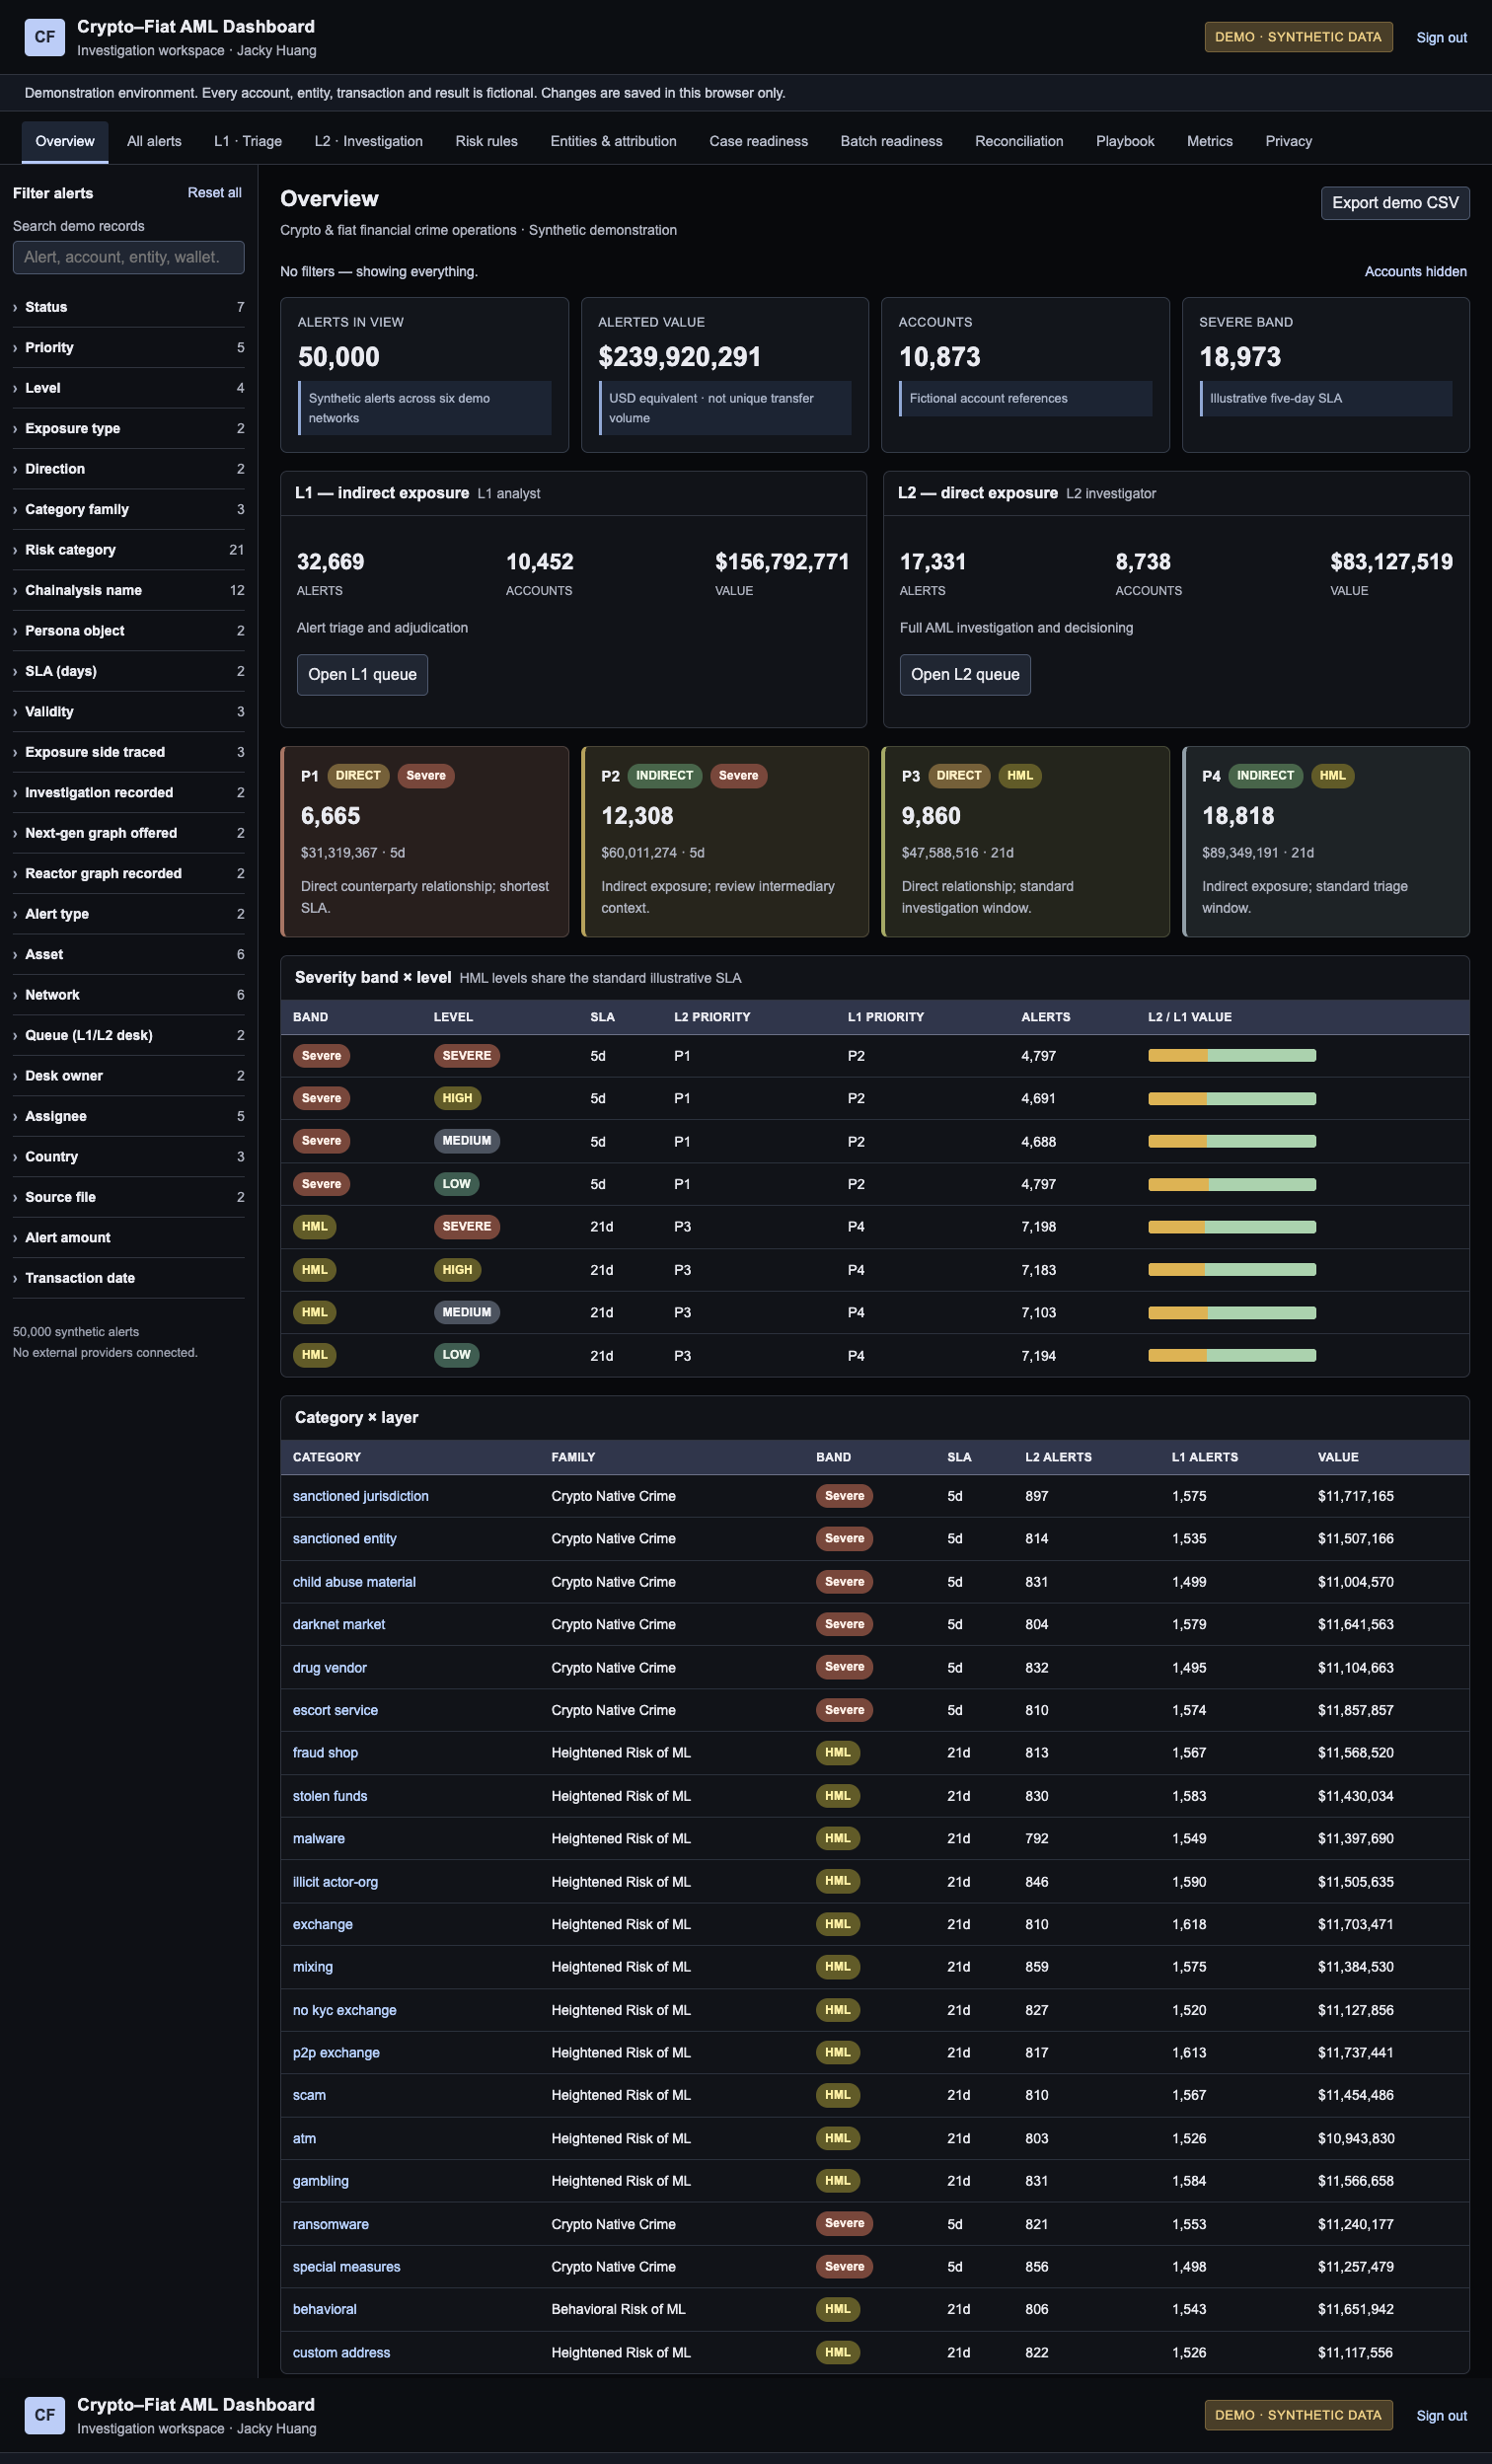 CF
Crypto–Fiat AML Dashboard
Investigation workspace · Jacky Huang
DEMO · SYNTHETIC DATA
Sign out
Demonstration environment. Every account, entity, transaction and result is fictional. Changes are saved in this browser only.
Overview All alerts L1 · Triage L2 · Investigation Risk rules Entities & attribution Case readiness Batch readiness Reconciliation Playbook Metrics Privacy
Filter alerts Reset all
Search demo records
Alert, account, entity, wallet.
› Status 7
› Priority 5
› Level 4
› Exposure type 2
› Direction 2
› Category family 3
› Risk category 21
› Chainalysis name 12
› Persona object 2
› SLA (days) 2
› Validity 3
› Exposure side traced 3
› Investigation recorded 2
› Next-gen graph offered 2
› Reactor graph recorded 2
› Alert type 2
› Asset 6
› Network 6
› Queue (L1/L2 desk) 2
› Desk owner 2
› Assignee 5
› Country 3
› Source file 2
› Alert amount
› Transaction date
50,000 synthetic alerts
No external providers connected.
Overview
Crypto & fiat financial crime operations · Synthetic demonstration
Export demo CSV
No filters — showing everything.
Accounts hidden
ALERTS IN VIEW
50,000
Synthetic alerts across six demo
networks
ALERTED VALUE
$239,920,291
USD equivalent · not unique transfer
volume
ACCOUNTS
10,873
Fictional account references
SEVERE BAND
18,973
Illustrative five-day SLA
L1 — indirect exposure L1 analyst
32,669 10,452 $156,792,771
ALERTS ACCOUNTS VALUE
Alert triage and adjudication
Open L1 queue
L2 — direct exposure L2 investigator
17,331 8,738 $83,127,519
ALERTS ACCOUNTS VALUE
Full AML investigation and decisioning
Open L2 queue
P1 DIRECT Severe
6,665
$31,319,367 · 5d
Direct counterparty relationship; shortest
SLA.
P2 INDIRECT Severe
12,308
$60,011,274 · 5d
Indirect exposure; review intermediary
context.
P3 DIRECT HML
9,860
$47,588,516 · 21d
Direct relationship; standard
investigation window.
P4 INDIRECT HML
18,818
$89,349,191 · 21d
Indirect exposure; standard triage
window.
Severity band × level HML levels share the standard illustrative SLA
BAND LEVEL SLA L2 PRIORITY L1 PRIORITY ALERTS L2 / L1 VALUE
Severe SEVERE 5d P1 P2 4,797
Severe HIGH 5d P1 P2 4,691
Severe MEDIUM 5d P1 P2 4,688
Severe LOW 5d P1 P2 4,797
HML SEVERE 21d P3 P4 7,198
HML HIGH 21d P3 P4 7,183
HML MEDIUM 21d P3 P4 7,103
HML LOW 21d P3 P4 7,194
Category × layer
CATEGORY FAMILY BAND SLA L2 ALERTS L1 ALERTS VALUE
sanctioned jurisdiction Crypto Native Crime Severe 5d 897 1,575 $11,717,165
sanctioned entity Crypto Native Crime Severe 5d 814 1,535 $11,507,166
child abuse material Crypto Native Crime Severe 5d 831 1,499 $11,004,570
darknet market Crypto Native Crime Severe 5d 804 1,579 $11,641,563
drug vendor Crypto Native Crime Severe 5d 832 1,495 $11,104,663
escort service Crypto Native Crime Severe 5d 810 1,574 $11,857,857
fraud shop Heightened Risk of ML HML 21d 813 1,567 $11,568,520
stolen funds Heightened Risk of ML HML 21d 830 1,583 $11,430,034
malware Heightened Risk of ML HML 21d 792 1,549 $11,397,690
illicit actor-org Heightened Risk of ML HML 21d 846 1,590 $11,505,635
exchange Heightened Risk of ML HML 21d 810 1,618 $11,703,471
mixing Heightened Risk of ML HML 21d 859 1,575 $11,384,530
no kyc exchange Heightened Risk of ML HML 21d 827 1,520 $11,127,856
p2p exchange Heightened Risk of ML HML 21d 817 1,613 $11,737,441
scam Heightened Risk of ML HML 21d 810 1,567 $11,454,486
atm Heightened Risk of ML HML 21d 803 1,526 $10,943,830
gambling Heightened Risk of ML HML 21d 831 1,584 $11,566,658
ransomware Crypto Native Crime Severe 5d 821 1,553 $11,240,177
special measures Crypto Native Crime Severe 5d 856 1,498 $11,257,479
behavioral Behavioral Risk of ML HML 21d 806 1,543 $11,651,942
custom address Heightened Risk of ML HML 21d 822 1,526 $11,117,556
CF
Crypto–Fiat AML Dashboard
Investigation workspace · Jacky Huang
DEMO · SYNTHETIC DATA
Sign out